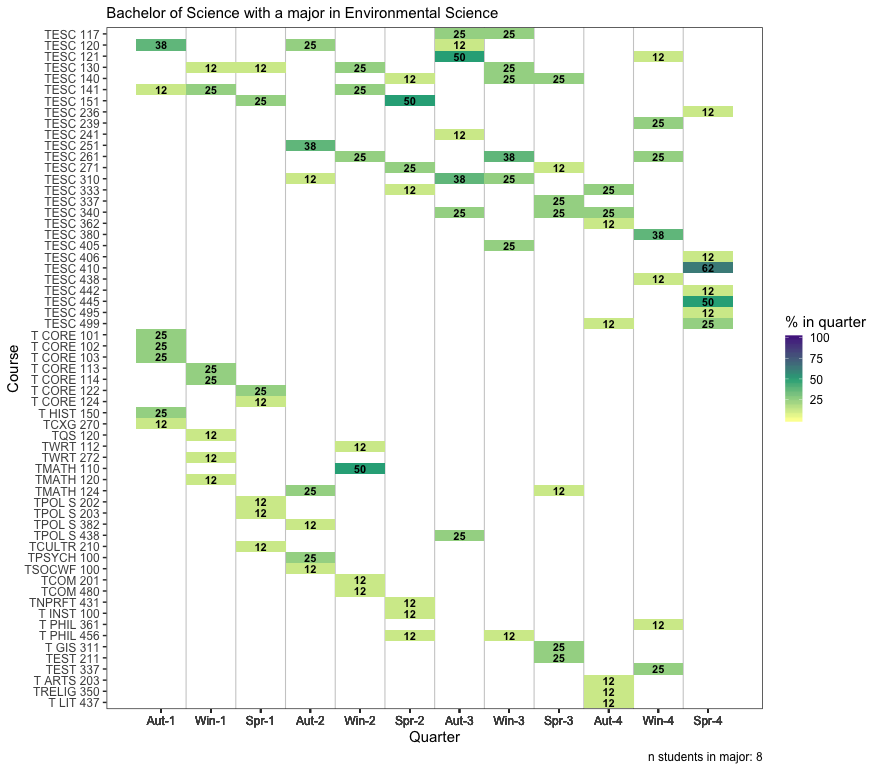 Bachelor of Science with a major in Environmental Science
Course
TESC 117 25 25
TESC 120 38 25 12
TESC 121 50 12
TESC 130 12 12 25 25
TESC 140 12 25 25
TESC 141 12 25 25
TESC 151 25 50
TESC 236 12
TESC 239 25
TESC 241 12
TESC 251 38
TESC 261 25 38 25
TESC 271 25 12
TESC 310 12 38 25
TESC 333 12 25
TESC 337 25
TESC 340 25 25 25
TESC 362 12
TESC 380 38
TESC 405 25
TESC 406 12
TESC 410 62
TESC 438 12
TESC 442 12
TESC 445 50
TESC 495 12
TESC 499 12 25
T CORE 101 25
T CORE 102 25
T CORE 103 25
T CORE 113 25
T CORE 114 25
T CORE 122 25
T CORE 124 12
T HIST 150 25
TCXG 270 12
TQS 120 12
TWRT 112 12
TWRT 272 12
TMATH 110 50
TMATH 120 12
TMATH 124 25 12
TPOL S 202 12
TPOL S 203 12
TPOL S 382 12
TPOL S 438 25
TCULTR 210 12
TPSYCH 100 25
TSOCWF 100 12
TCOM 201 12
TCOM 480 12
TNPRFT 431 12
T INST 100 12
T PHIL 361 12
T PHIL 456 12 12
T GIS 311 25
TEST 211 25
TEST 337 25
T ARTS 203 12
TRELIG 350 12
T LIT 437 12
Aut-1 Win-1 Spr-1 Aut-2 Win-2 Spr-2 Aut-3 Win-3 Spr-3 Aut-4 Win-4 Spr-4
Quarter
% in quarter
100
75
50
25
n students in major: 8